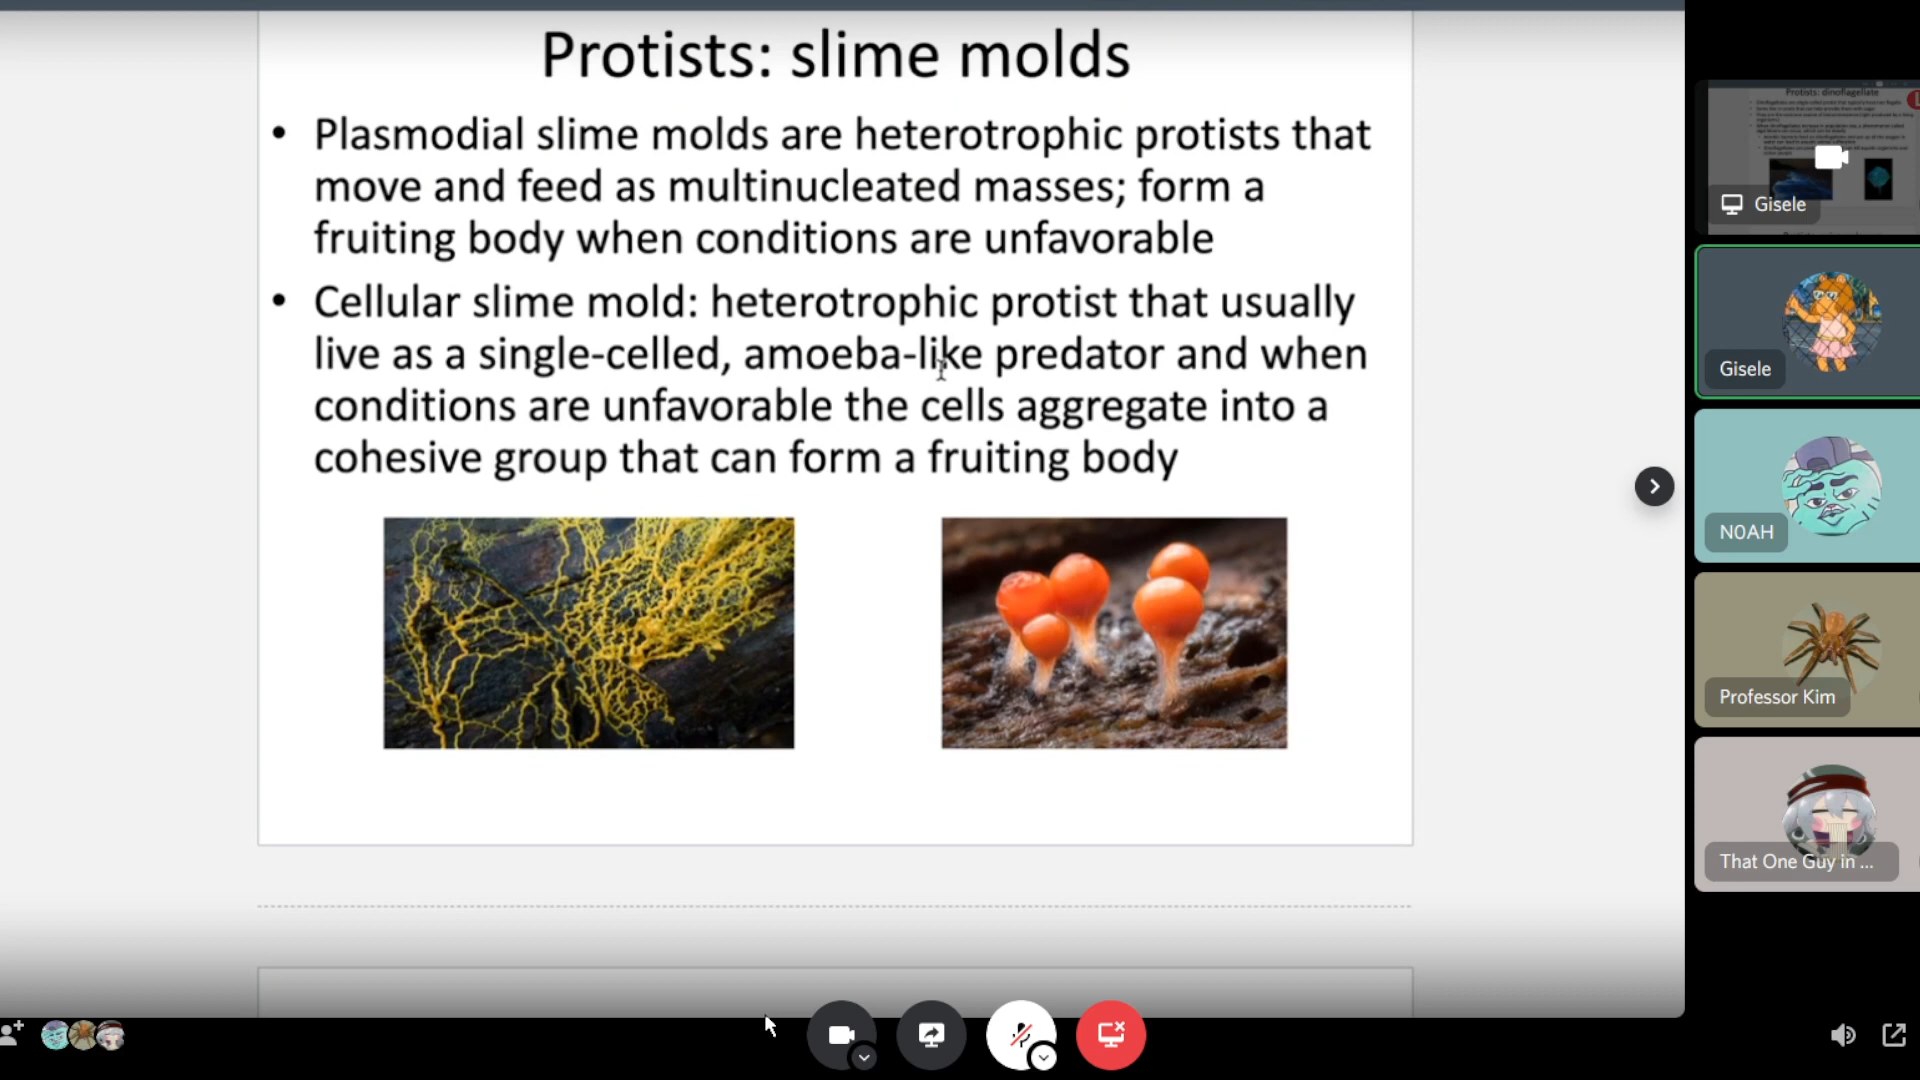 Protists: slime molds
• Plasmodial slime molds are heterotrophic protists that
move and feed as multinucleated masses; form a
fruiting body when conditions are unfavorable
• Cellular slime mold: heterotrophic protist that usually
live as a single-celled, amoeba-like predator and when
conditions are unfavorable the cells aggregate into a
cohesive group that can form a fruiting body
Protists: dinoflagellate
Gisele
Gisele
NOAH
Professor Kim
That One Guy in ...